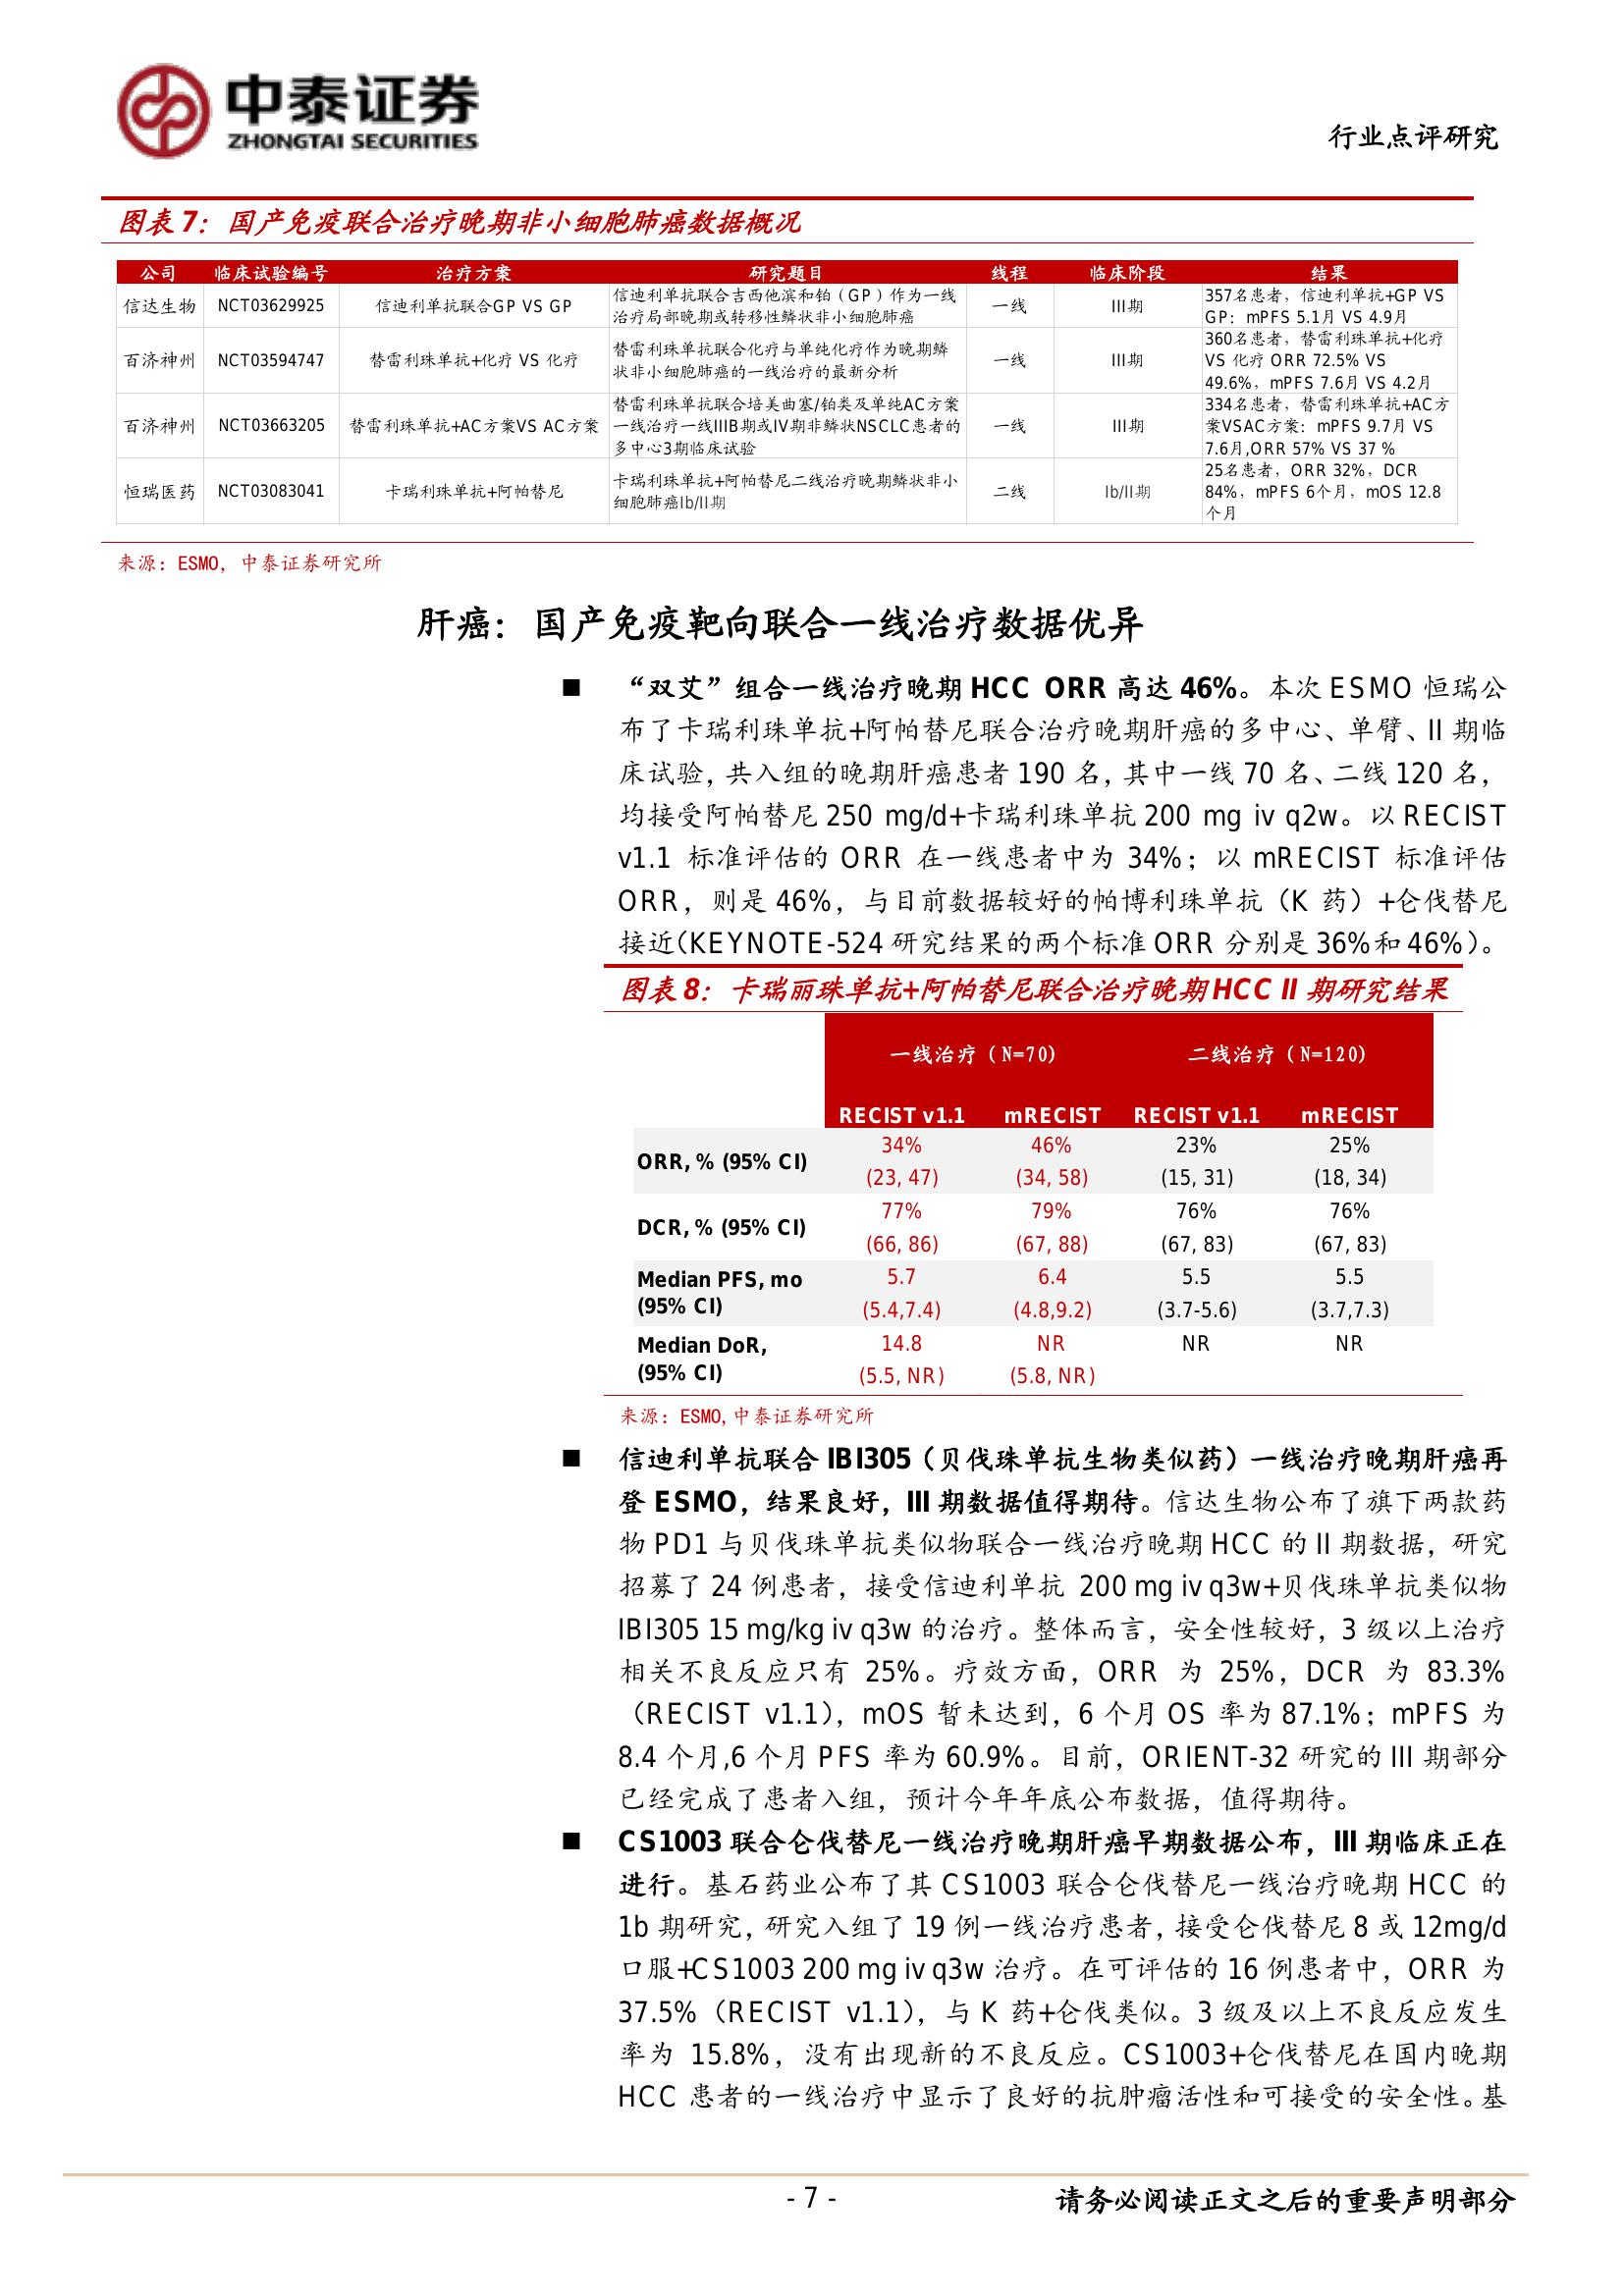 中泰证券
ZHONGTAI SECURITIES
行业点评研究
图表 7：国产免疫联合治疗晚期非小细胞肺癌数据概况
公司 临床试验编号 治疗方案 研究题目 线程 临床阶段 结果
信达生物 NCT03629925 信迪利单抗联合GP VS GP 信迪利单抗联合吉西他滨和铂（GP）作为一线 一线 III期 357名患者，信迪利单抗+GP VS
治疗局部晚期或转移性鳞状非小细胞肺癌 GP：mPFS 5.1月 VS 4.9月
百济神州 NCT03594747 替雷利珠单抗+化疗 VS 化疗 替雷利珠单抗联合化疗与单纯化疗作为晚期鳞 一线 III期 360名患者，替雷利珠单抗+化疗
状非小细胞肺癌的一线治疗的最新分析 VS 化疗 ORR 72.5% VS
49.6%，mPFS 7.6月 VS 4.2月
百济神州 NCT03663205 替雷利珠单抗+AC方案VS AC方案 替雷利珠单抗联合培美曲塞/铂类及单纯AC方案 一线 III期 334名患者，替雷利珠单抗+AC方
一线治疗一线IIIB期或IV期非鳞状NSCLC患者的 案VSAC方案：mPFS 9.7月 VS
多中心3期临床试验 7.6月,ORR 57% VS 37 %
恒瑞医药 NCT03083041 卡瑞利珠单抗+阿帕替尼 卡瑞利珠单抗+阿帕替尼二线治疗晚期鳞状非小 二线 Ib/II期 25名患者，ORR 32%，DCR
细胞肺癌Ib/II期 84%，mPFS 6个月，mOS 12.8
个月
来源：ESMO，中泰证券研究所
肝癌：国产免疫靶向联合一线治疗数据优异
■ “双艾”组合一线治疗晚期 HCC ORR 高达 46%。本次 ESMO 恒瑞公
布了卡瑞利珠单抗+阿帕替尼联合治疗晚期肝癌的多中心、单臂、II 期临
床试验，共入组的晚期肝癌患者 190 名，其中一线 70 名、二线 120 名，
均接受阿帕替尼 250 mg/d+卡瑞利珠单抗 200 mg iv q2w。以 RECIST
v1.1 标准评估的 ORR 在一线患者中为 34%；以 mRECIST 标准评估
ORR，则是 46%，与目前数据较好的帕博利珠单抗（K 药）+仑伐替尼
接近（KEYNOTE-524 研究结果的两个标准 ORR 分别是 36%和 46%）。
图表 8：卡瑞丽珠单抗+阿帕替尼联合治疗晚期 HCC II 期研究结果
一线治疗（N=70） 二线治疗（N=120）
RECIST v1.1 mRECIST RECIST v1.1 mRECIST
ORR, % (95% CI) 34% 46% 23% 25%
(23, 47) (34, 58) (15, 31) (18, 34)
DCR, % (95% CI) 77% 79% 76% 76%
(66, 86) (67, 88) (67, 83) (67, 83)
Median PFS, mo 5.7 6.4 5.5 5.5
(95% CI) (5.4,7.4) (4.8,9.2) (3.7-5.6) (3.7,7.3)
Median DoR, 14.8 NR NR NR
(95% CI) (5.5, NR) (5.8, NR)
来源：ESMO,中泰证券研究所
■ 信迪利单抗联合 IBI305（贝伐珠单抗生物类似药）一线治疗晚期肝癌再
登 ESMO，结果良好，III 期数据值得期待。信达生物公布了旗下两款药
物 PD1 与贝伐珠单抗类似物联合一线治疗晚期 HCC 的 II 期数据，研究
招募了 24 例患者，接受信迪利单抗 200 mg iv q3w+贝伐珠单抗类似物
IBI305 15 mg/kg iv q3w 的治疗。整体而言，安全性较好，3 级以上治疗
相关不良反应只有 25%。疗效方面，ORR 为 25%，DCR 为 83.3%
（RECIST v1.1），mOS 暂未达到，6 个月 OS 率为 87.1%；mPFS 为
8.4 个月,6 个月 PFS 率为 60.9%。目前，ORIENT-32 研究的 III 期部分
已经完成了患者入组，预计今年年底公布数据，值得期待。
■ CS1003 联合仑伐替尼一线治疗晚期肝癌早期数据公布，III 期临床正在
进行。基石药业公布了其 CS1003 联合仑伐替尼一线治疗晚期 HCC 的
1b 期研究，研究入组了 19 例一线治疗患者，接受仑伐替尼 8 或 12mg/d
口服+CS1003 200 mg iv q3w 治疗。在可评估的 16 例患者中，ORR 为
37.5%（RECIST v1.1），与 K 药+仑伐类似。3 级及以上不良反应发生
率为 15.8%，没有出现新的不良反应。CS1003+仑伐替尼在国内晚期
HCC 患者的一线治疗中显示了良好的抗肿瘤活性和可接受的安全性。基
- 7 -
请务必阅读正文之后的重要声明部分